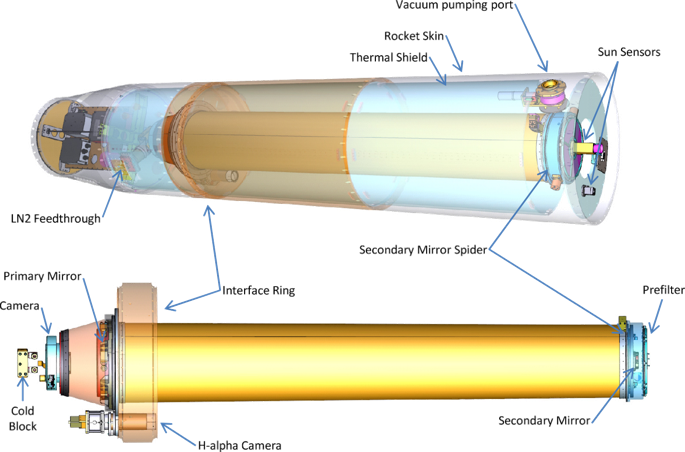 Vacuum pumping port
Rocket Skin
Thermal Shield
Sun Sensors
LN2 Feedthrough
Secondary Mirror Spider
Primary Mirror
Interface Ring
Prefilter
Camera
Cold
Block
Secondary Mirror
H-alpha Camera